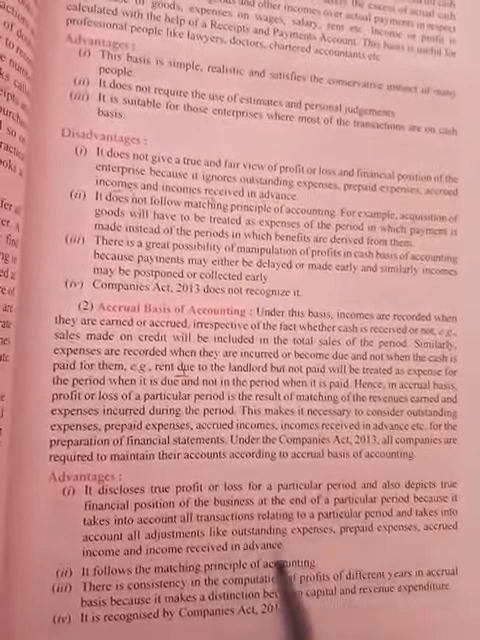 of goods, expenses on wages, salary, rent etc. Income or profit is
calculated with the help of Receipts and Payments Account. This basis is useful for
professional people like lawyers, doctors, chartered accountants etc.
Advantages :
(i) This basis is simple, realistic and satisfies the conservative instinct of many
people.
(ii) It does not require the use of estimates and personal judgements.
(iii) It is suitable for those enterprises where most of the transactions are on cash
basis.
Disadvantages :
(i) It does not give a true and fair view of profit or loss and financial position of the
enterprise because it ignores outstanding expenses, prepaid expenses, accrued
incomes and incomes received in advance.
(ii) It does not follow matching principle of accounting. For example, acquisition of
goods will have to be treated as expenses of the period in which payment is
made instead of the periods in which benefits are derived from them.
(iii) There is a great possibility of manipulation of profits in cash basis of accounting
because payments may either be delayed or made early and similarly incomes
may be postponed or collected early
(iv) Companies Act, 2013 does not recognize it.
(2) Accrual Basis of Accounting : Under this basis, incomes are recorded when
they are earned or accrued, irrespective of the fact whether cash is received or not, e.g.,
sales made on credit will be included in the total sales of the period. Similarly,
expenses are recorded when they are incurred or become due and not when the cash is
paid for them, e.g., rent due to the landlord but not paid will be treated as expense for
the period when it is due and not in the period when it is paid. Hence, in accrual basis,
profit or loss of a particular period is the result of matching of the revenues earned and
expenses incurred during the period. This makes it necessary to consider outstanding
expenses, prepaid expenses, accrued incomes, incomes received in advance etc. for the
preparation of financial statements. Under the Companies Act, 2013, all companies are
required to maintain their accounts according to accrual basis of accounting.
Advantages :
(i) It discloses true profit or loss for a particular period and also depicts true
financial position of the business at the end of a particular period because it
takes into account all transactions relating to a particular period and takes into
account all adjustments like outstanding expenses, prepaid expenses, accrued
income and income received in advance.
(ii) It follows the matching principle of accounting.
(iii) There is consistency in the of profits of different years in accrual
basis because it makes a distinction capital and revenue expenditure.
(iv) It is recognised by Companies Act,